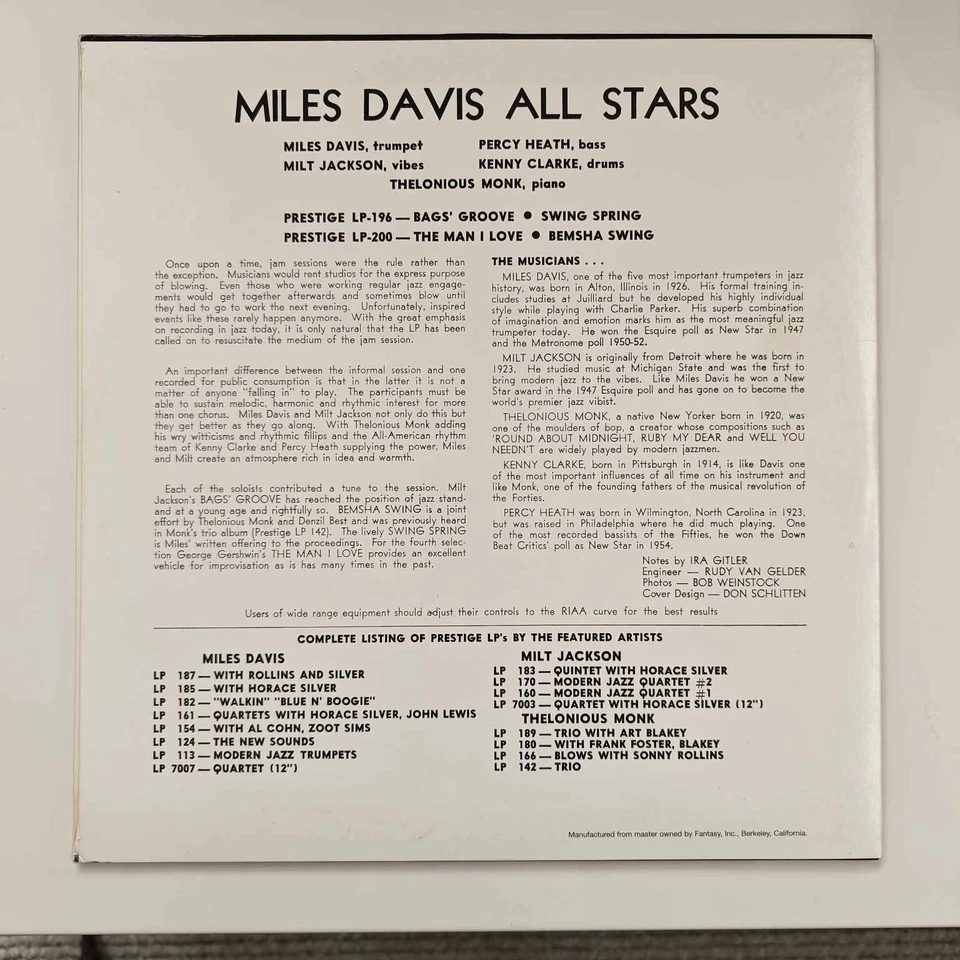 MILES DAVIS ALL STARS
MILES DAVIS, trumpet
PERCY HEATH, bass
MILT JACKSON, vibes
KENNY CLARKE, drums
THELONIOUS MONK, piano
PRESTIGE LP-196 — BAGS' GROOVE ● SWING SPRING
PRESTIGE LP-200 — THE MAN I LOVE ● BEMSHA SWING
Once upon a time, jam sessions were the rule rather than
the exception. Musicians would rent studios for the express purpose
of blowing. Even those who were working regular jazz engage-
ments would get together afterwards and sometimes blow until
they had to go to work the next evening. Unfortunately, inspired
events like these rarely happen anymore. With the great emphasis
on recording in jazz today, it is only natural that the LP has been
called on to resuscitate the medium of the jam session.
An important difference between the informal session and one
recorded for public consumption is that in the latter it is not a
matter of anyone "falling in" to play. The participants must be
able to sustain melodic, harmonic and rhythmic interest for more
than one chorus. Miles Davis and Milt Jackson not only do this but
they get better as they go along. With Thelonious Monk adding
his wry witticisms and rhythmic fillips and the All-American rhythm
team of Kenny Clarke and Percy Heath supplying the power, Miles
and Milt create an atmosphere rich in idea and warmth.
Each of the soloists contributed a tune to the session. Milt
Jackson's BAGS' GROOVE has reached the position of jazz stand-
and at a young age and rightfully so. BEMSHA SWING is a joint
effort by Thelonious Monk and Denzil Best and was previously heard
in Monk's trio album (Prestige LP 142). The lively SWING SPRING
is Miles' written offering to the proceedings. For the fourth selec-
tion George Gershwin's THE MAN I LOVE provides an excellent
vehicle for improvisation as is has many times in the past.
THE MUSICIANS . . .
MILES DAVIS, one of the five most important trumpeters in jazz
history, was born in Alton, Illinois in 1926. His formal training in-
cludes studies at Juilliard but he developed his highly individual
style while playing with Charlie Parker. His superb combination
of imagination and emotion marks him as the most meaningful jazz
trumpeter today. He won the Esquire poll as New Star in 1947
and the Metronome poll 1950-52.
MILT JACKSON is originally from Detroit where he was born in
1923. He studied music at Michigan State and was the first to
bring modern jazz to the vibes. Like Miles Davis he won a New
Star award in the 1947 Esquire poll and has gone on to become the
world's premier jazz vibist.
THELONIOUS MONK, a native New Yorker born in 1920, was
one of the moulders of bop, a creator whose compositions such as
'ROUND ABOUT MIDNIGHT, RUBY MY DEAR and WELL YOU
NEEDN'T are widely played by modern jazzmen.
KENNY CLARKE, born in Pittsburgh in 1914, is like Davis one
of the most important influences of all time on his instrument and
like Monk, one of the founding fathers of the musical revolution of
the Forties.
PERCY HEATH was born in Wilmington, North Carolina in 1923,
but was raised in Philadelphia where he did much playing. One
of the most recorded bassists of the Fifties, he won the Down
Beat Critics' poll as New Star in 1954.
Notes by IRA GITLER
Engineer — RUDY VAN GELDER
Photos — BOB WEINSTOCK
Cover Design — DON SCHLITTEN
Users of wide range equipment should adjust their controls to the RIAA curve for the best results
COMPLETE LISTING OF PRESTIGE LP's BY THE FEATURED ARTISTS
MILES DAVIS
LP 187 — WITH ROLLINS AND SILVER
LP 185 — WITH HORACE SILVER
LP 182 — "WALKIN" "BLUE N' BOOGIE"
LP 161 — QUARTETS WITH HORACE SILVER, JOHN LEWIS
LP 154 — WITH AL COHN, ZOOT SIMS
LP 124 — THE NEW SOUNDS
LP 113 — MODERN JAZZ TRUMPETS
LP 7007 — QUARTET (12")
MILT JACKSON
LP 183 — QUINTET WITH HORACE SILVER
LP 170 — MODERN JAZZ QUARTET #2
LP 160 — MODERN JAZZ QUARTET #1
LP 7003 — QUARTET WITH HORACE SILVER (12")
THELONIOUS MONK
LP 189 — TRIO WITH ART BLAKEY
LP 180 — WITH FRANK FOSTER, BLAKEY
LP 166 — BLOWS WITH SONNY ROLLINS
LP 142 — TRIO
Manufactured from master owned by Fantasy, Inc., Berkeley, California.